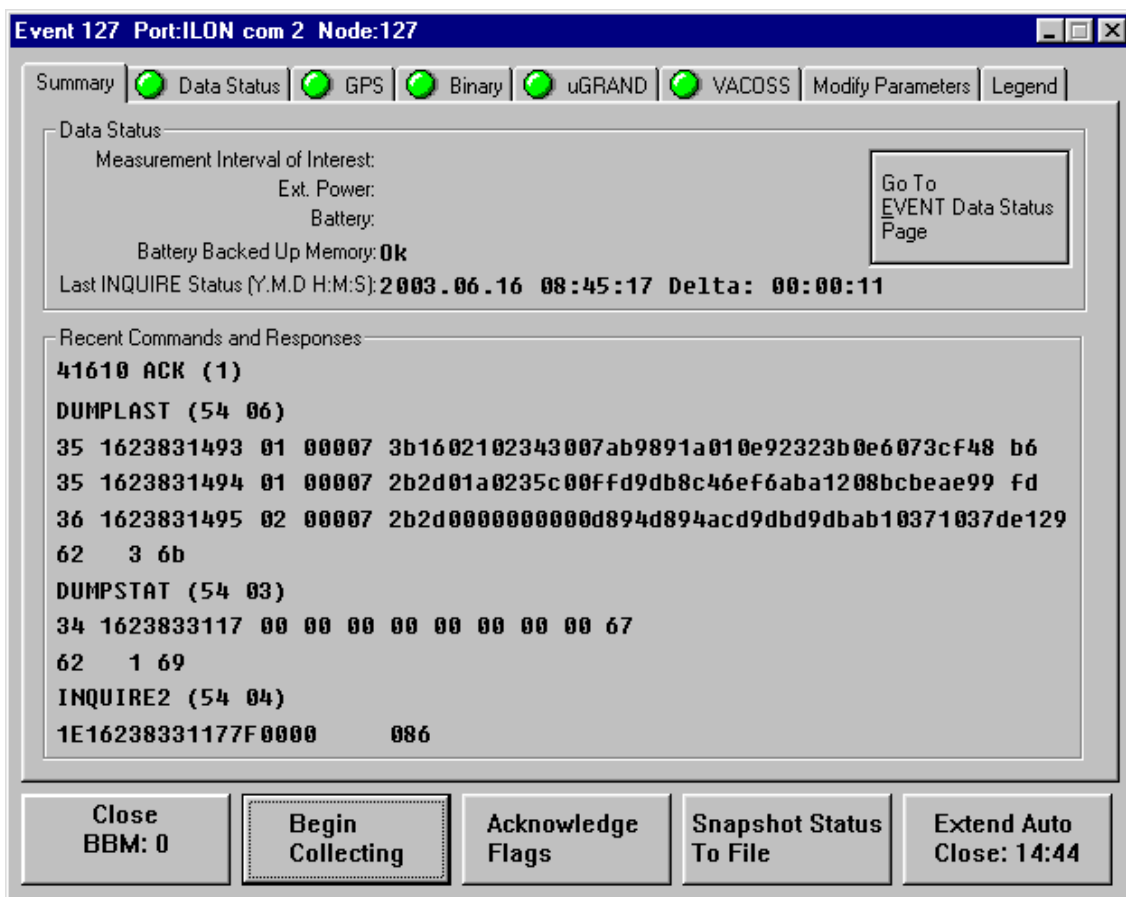 Event 127 Port:ILON com 2 Node:127
Summary Data Status GPS Binary uGRAND VACOSS Modify Parameters Legend
Data Status
Measurement Interval of Interest:
Ext. Power:
Battery:
Battery Backed Up Memory: Ok
Last INQUIRE Status (Y.M.D H:M:S): 2003.06.16 08:45:17 Delta: 00:00:11
Go To
EVENT Data Status
Page
Recent Commands and Responses
41610 ACK (1)
DUMPLAST (54 06)
35 1623831493 01 00007 3b1602102343007ab9891a010e92323b0e6073cf48 b6
35 1623831494 01 00007 2b2d01a0235c00ffd9db8c46ef6aba1208bcbeae99 fd
36 1623831495 02 00007 2b2d0000000000d894d894acd9dbd9dbab10371037de129
62 3 6b
DUMPSTAT (54 03)
34 1623833117 00 00 00 00 00 00 00 00 67
62 1 69
INQUIRE2 (54 04)
1E16238331177F0000 086
Close
BBM: 0
Begin
Collecting
Acknowledge
Flags
Snapshot Status
To File
Extend Auto
Close: 14:44